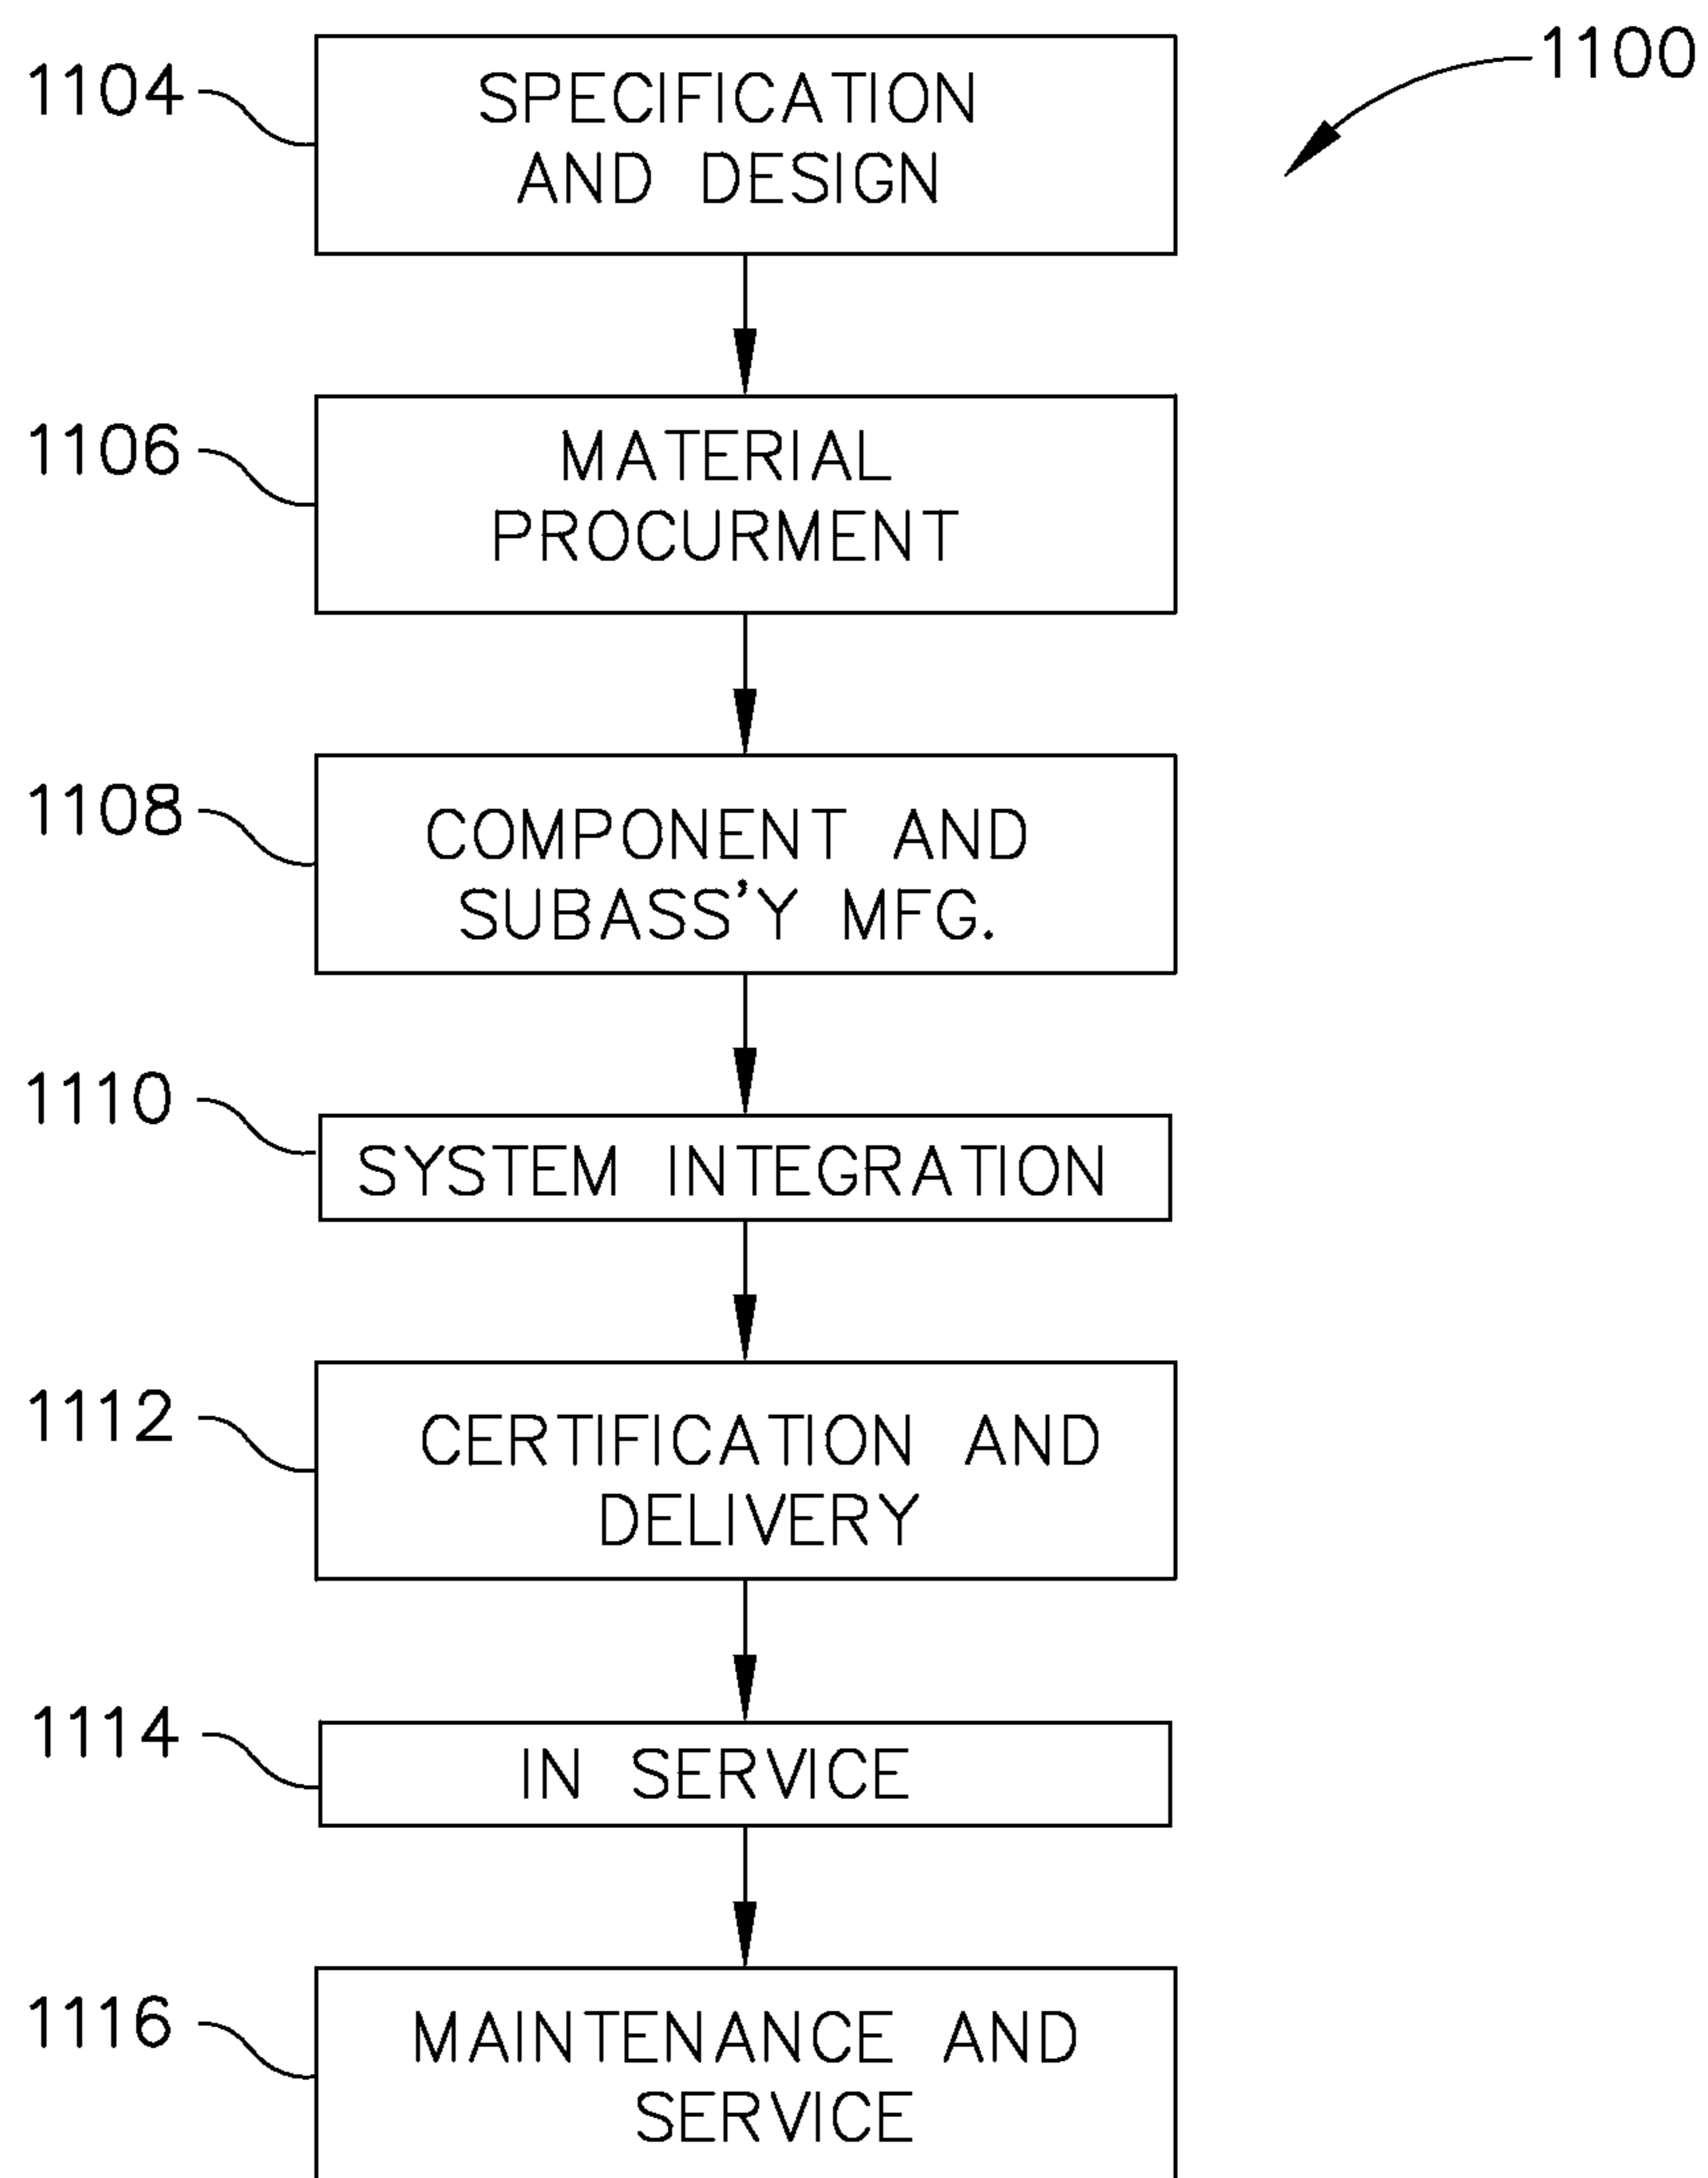 1100
1104
SPECIFICATION
AND DESIGN
1106
MATERIAL
PROCURMENT
1108
COMPONENT AND
SUBASS'Y MFG.
1110
SYSTEM INTEGRATION
1112
CERTIFICATION AND
DELIVERY
1114
IN SERVICE
1116
MAINTENANCE AND
SERVICE